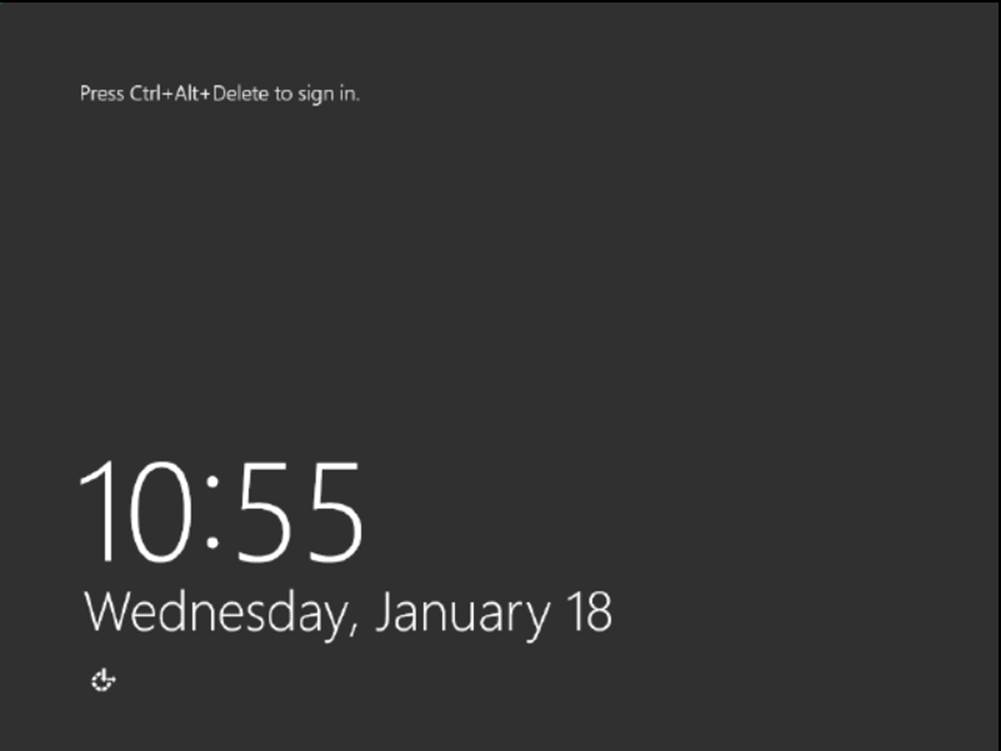 Press Ctrl+Alt+Delete to sign in.
10:55
Wednesday, January 18